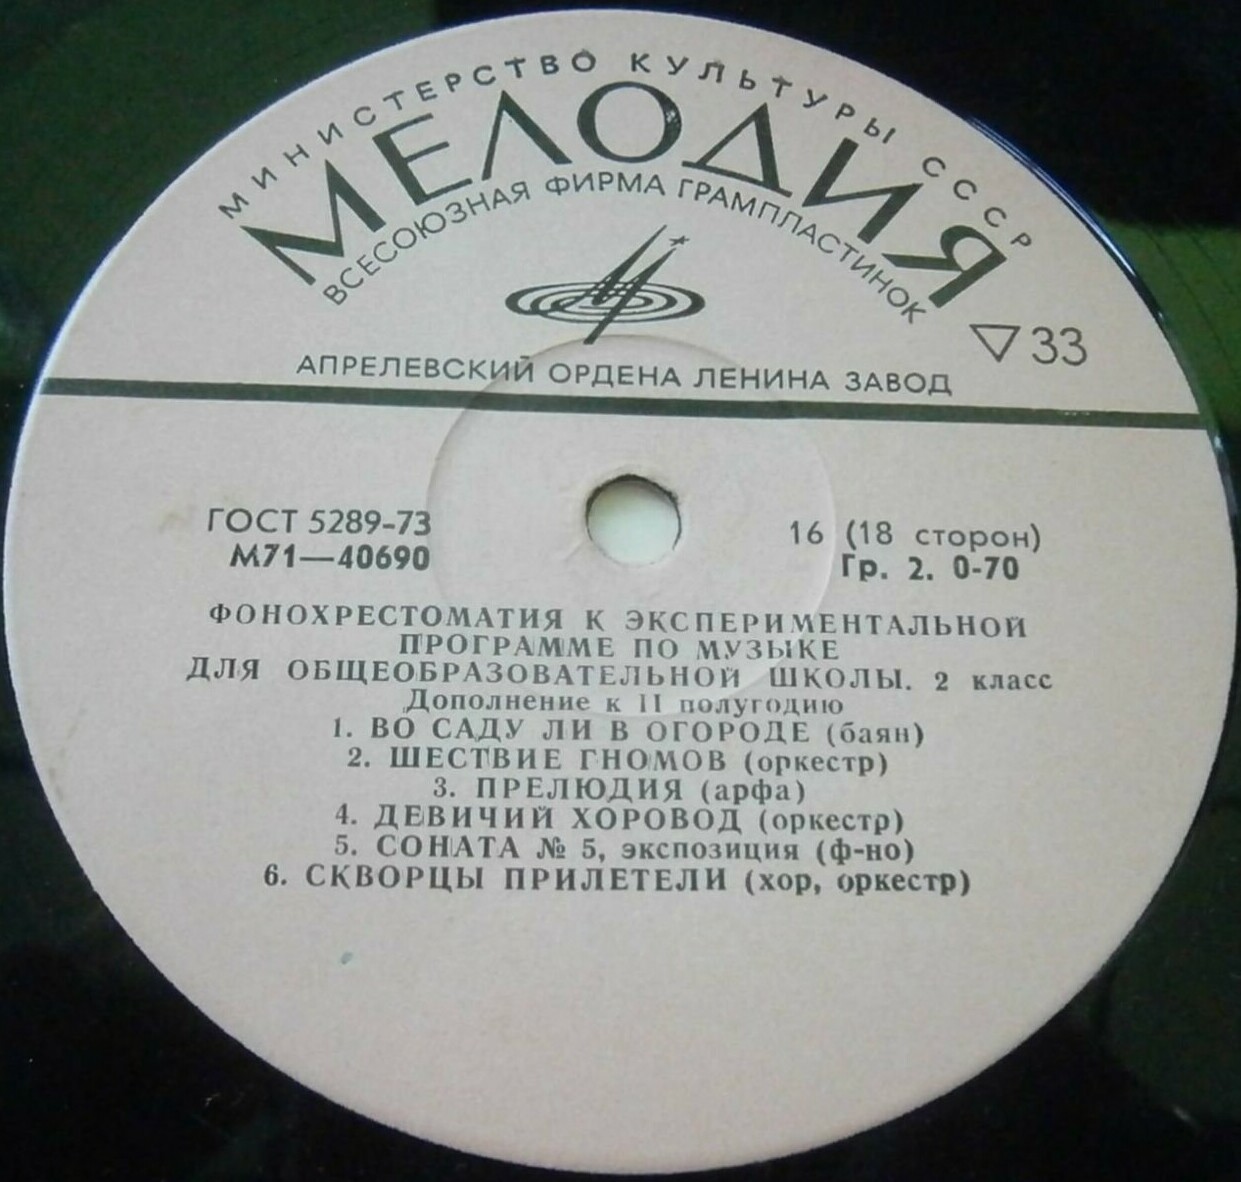 МИНИСТЕРСТВО КУЛЬТУРЫ СССР
МЕЛОДИЯ
ВСЕСОЮЗНАЯ ФИРМА ГРАМПЛАСТИНОК
▽33
АПРЕЛЕВСКИЙ ОРДЕНА ЛЕНИНА ЗАВОД
ГОСТ 5289-73
16 (18 сторон)
М71—40690
Гр. 2. 0-70
ФОНОХРЕСТОМАТИЯ К ЭКСПЕРИМЕНТАЛЬНОЙ
ПРОГРАММЕ ПО МУЗЫКЕ
ДЛЯ ОБЩЕОБРАЗОВАТЕЛЬНОЙ ШКОЛЫ. 2 класс
Дополнение к II полугодию
1. ВО САДУ ЛИ В ОГОРОДЕ (баян)
2. ШЕСТВИЕ ГНОМОВ (оркестр)
3. ПРЕЛЮДИЯ (арфа)
4. ДЕВИЧИЙ ХОРОВОД (оркестр)
5. СОНАТА № 5, экспозиция (ф-но)
6. СКВОРЦЫ ПРИЛЕТЕЛИ (хор, оркестр)